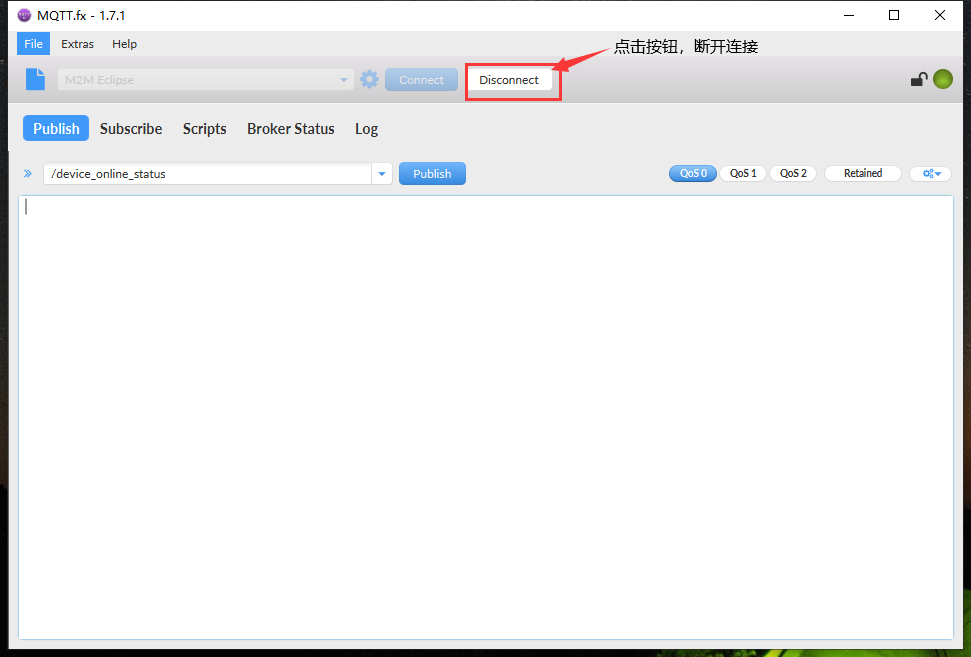 MQTT.fx - 1.7.1
File Extras Help
点击按钮，断开连接
M2M Eclipse Connect Disconnect
Publish Subscribe Scripts Broker Status Log
/device_online_status Publish QoS 0 QoS 1 QoS 2 Retained